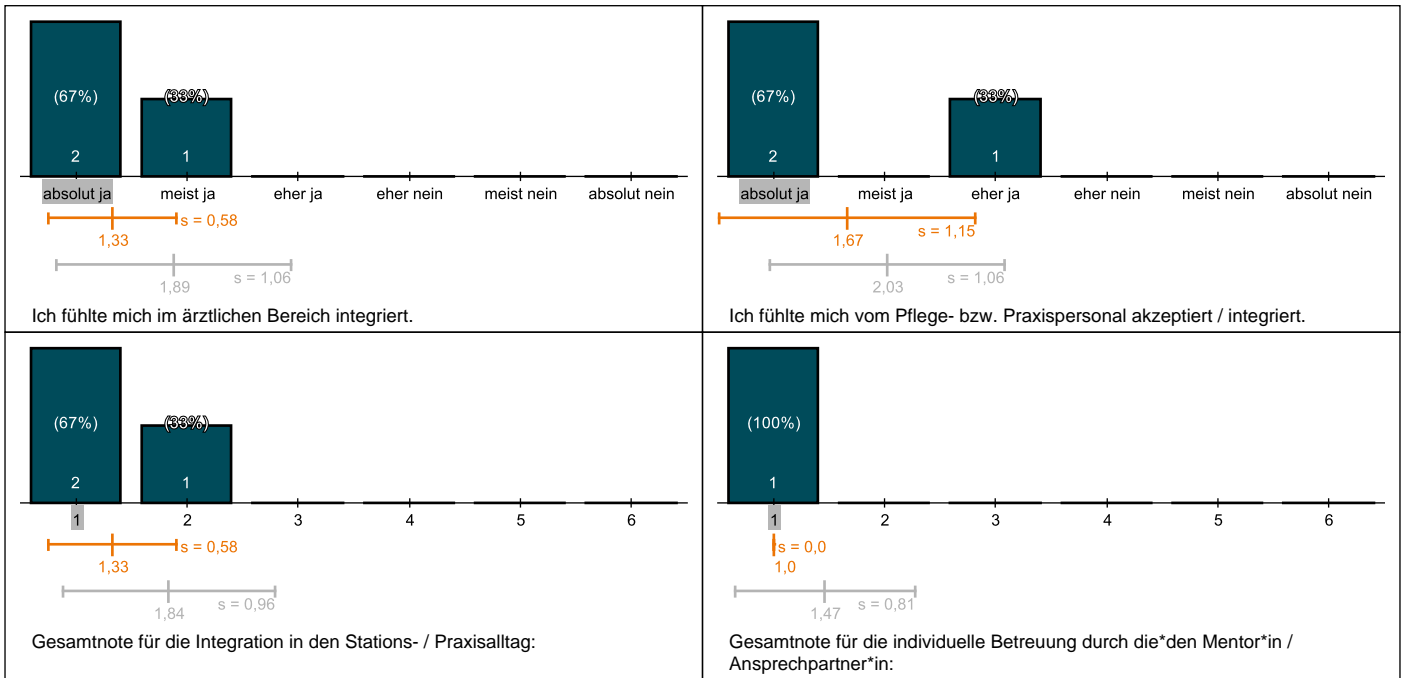 (67%)
(33%)
2
1
absolut ja
meist ja
eher ja
eher nein
meist nein
absolut nein
s = 0,58
1,33
s = 1,06
1,89
Ich fühlte mich im ärztlichen Bereich integriert.
(67%)
(33%)
2
1
absolut ja
meist ja
eher ja
eher nein
meist nein
absolut nein
s = 1,15
1,67
s = 1,06
2,03
Ich fühlte mich vom Pflege- bzw. Praxispersonal akzeptiert / integriert.
(67%)
(33%)
2
1
1
2
3
4
5
6
s = 0,58
1,33
s = 0,96
1,84
Gesamtnote für die Integration in den Stations- / Praxisalltag:
(100%)
1
1
2
3
4
5
6
s = 0,0
1,0
s = 0,81
1,47
Gesamtnote für die individuelle Betreuung durch die*den Mentor*in /
Ansprechpartner*in: